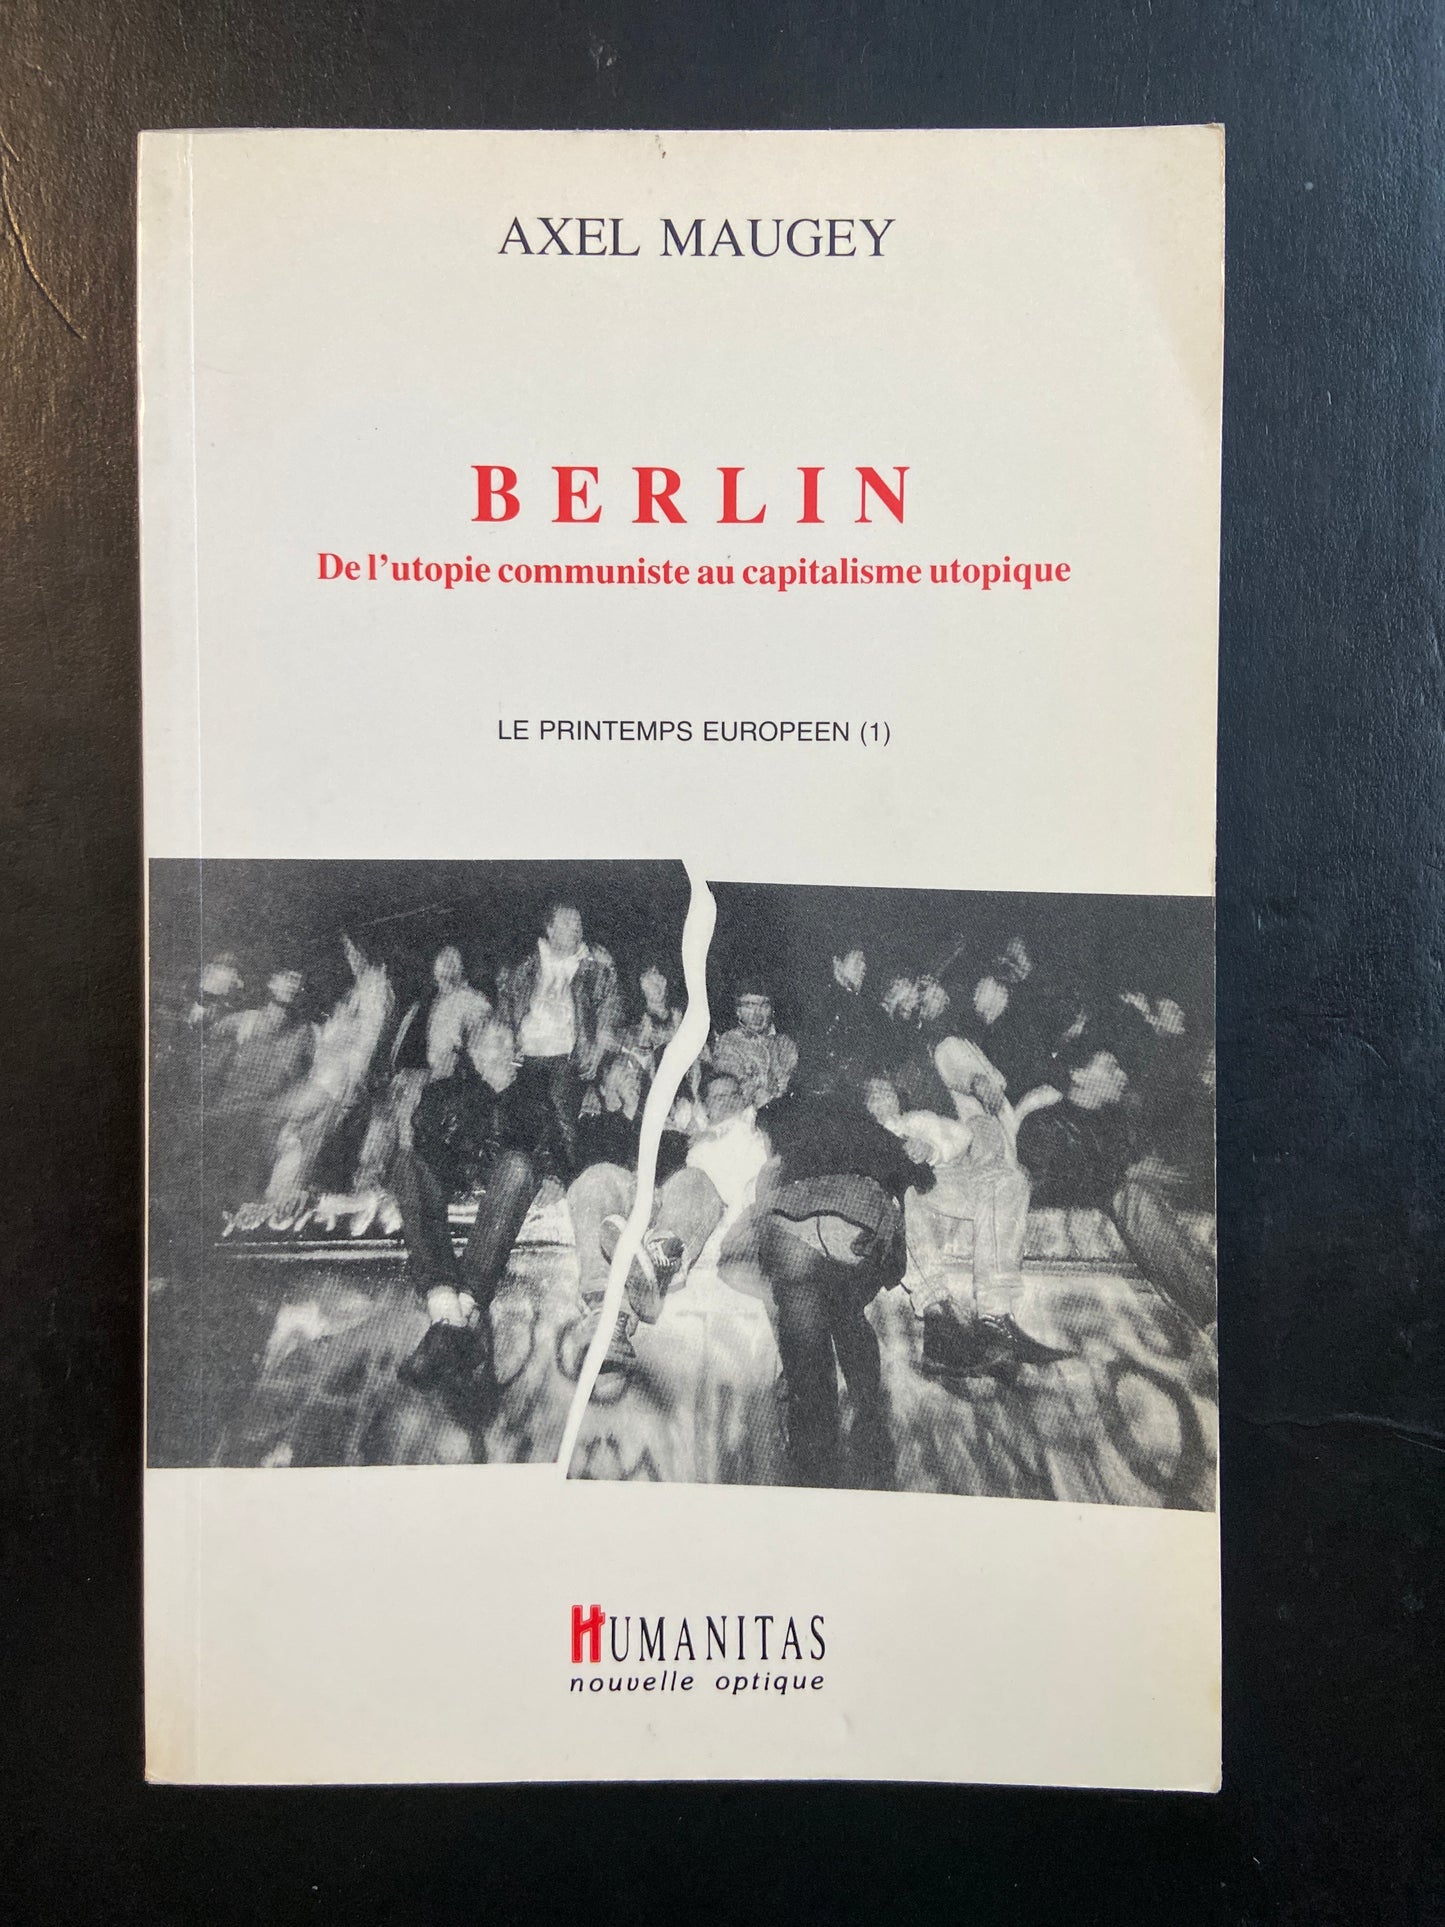 AXEL MAUGEY
BERLIN
De l'utopie communiste au capitalisme utopique
LE PRINTEMPS EUROPEEN (1)
HUMANITAS
nouvelle optique